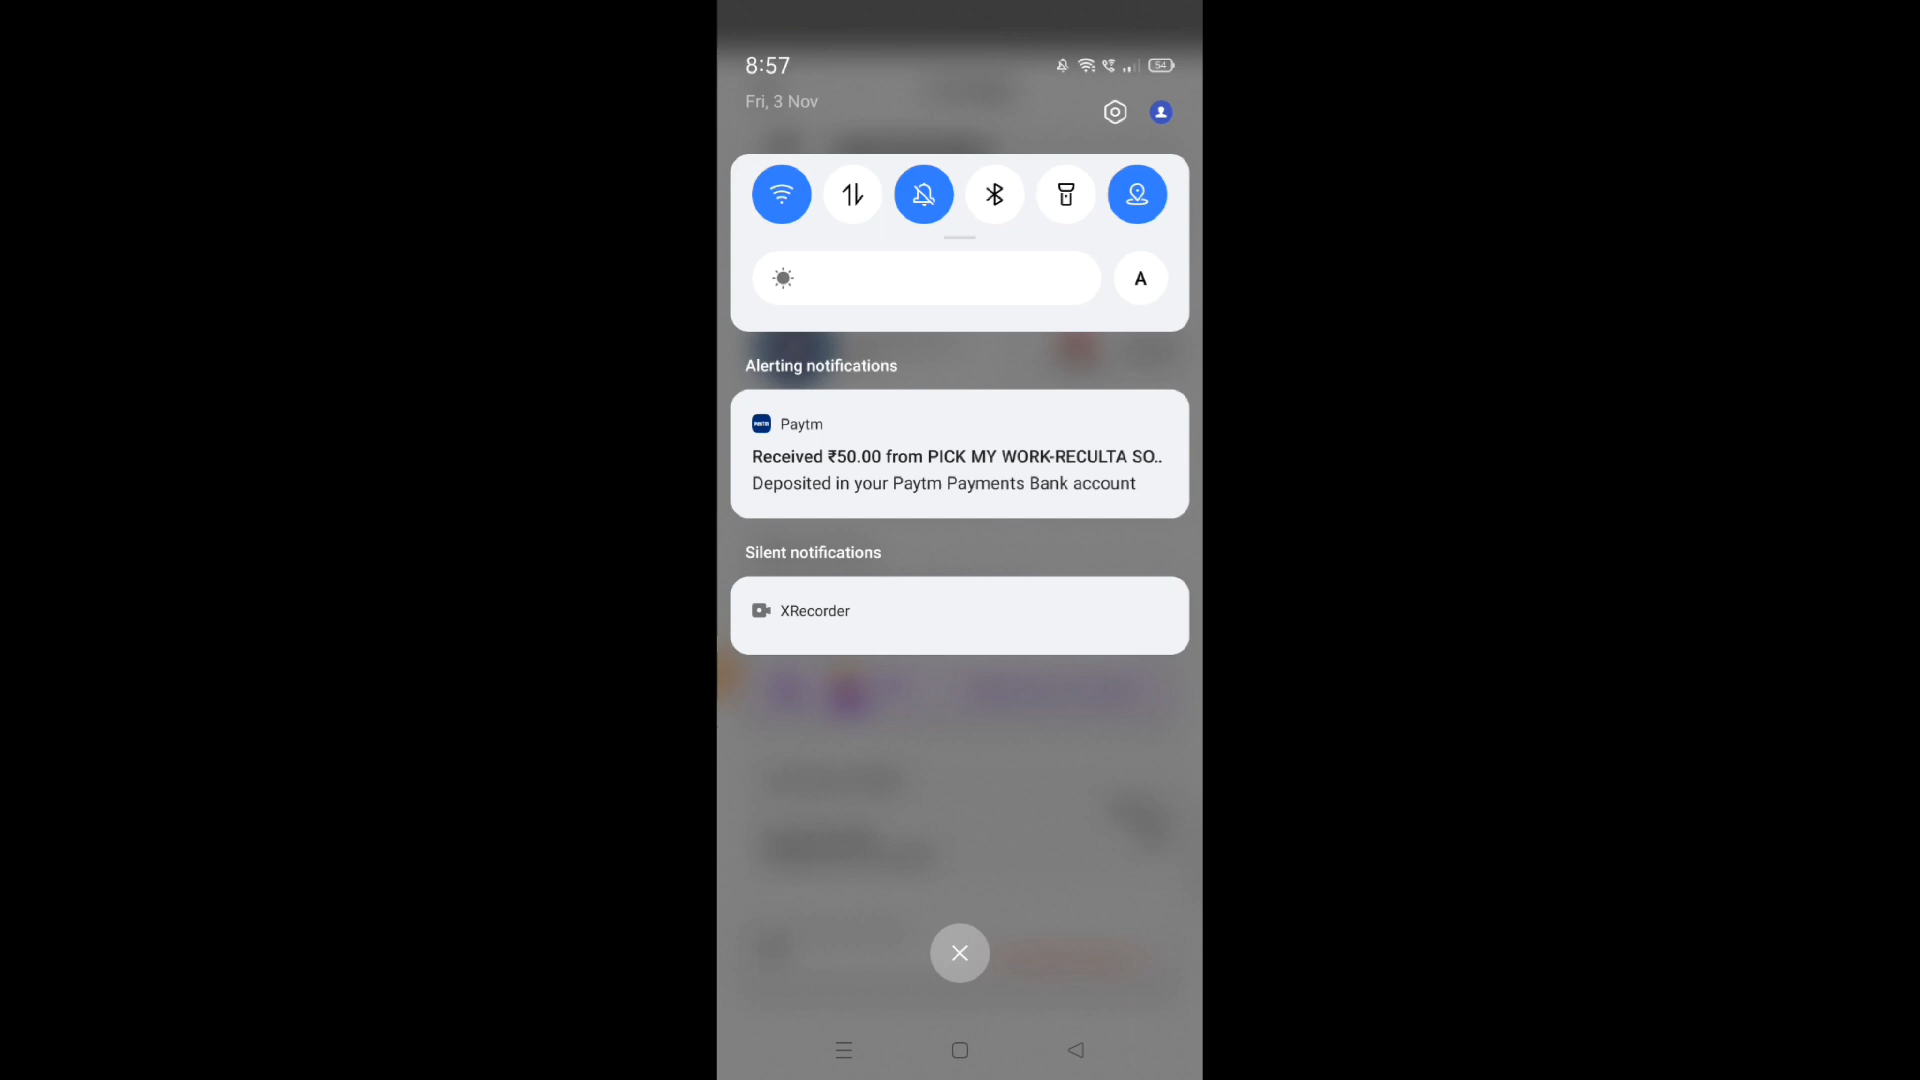 8:57
54
Fri, 3 Nov
A
Alerting notifications
Paytm
Received ₹50.00 from PICK MY WORK-RECULTA SO..
Deposited in your Paytm Payments Bank account
Silent notifications
XRecorder